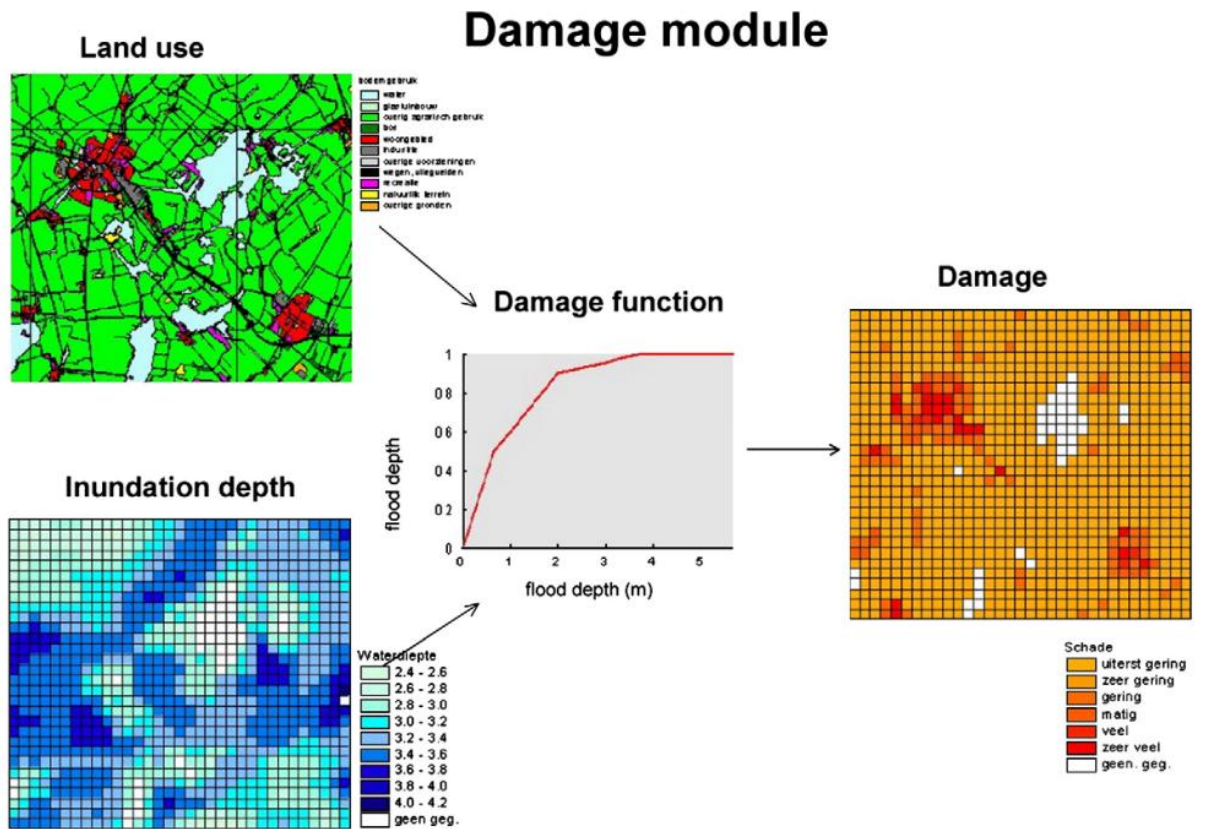 Damage module
Land use
bodemgebruik
water
glastuinbouw
overig agrarisch gebruik
bos
woongebied
industrie
overige voorzieningen
wegen, vliegvelden
recreatie
natuurlijk terrein
overige gronden
Damage function
1
0.8
0.6
0.4
0.2
0
0
1
2
3
4
5
flood depth
flood depth (m)
Inundation depth
Waterdiepte
2.4 - 2.6
2.6 - 2.8
2.8 - 3.0
3.0 - 3.2
3.2 - 3.4
3.4 - 3.6
3.6 - 3.8
3.8 - 4.0
4.0 - 4.2
geen geg.
Damage
Schade
uiterst gering
zeer gering
gering
matig
veel
zeer veel
geen. geg.